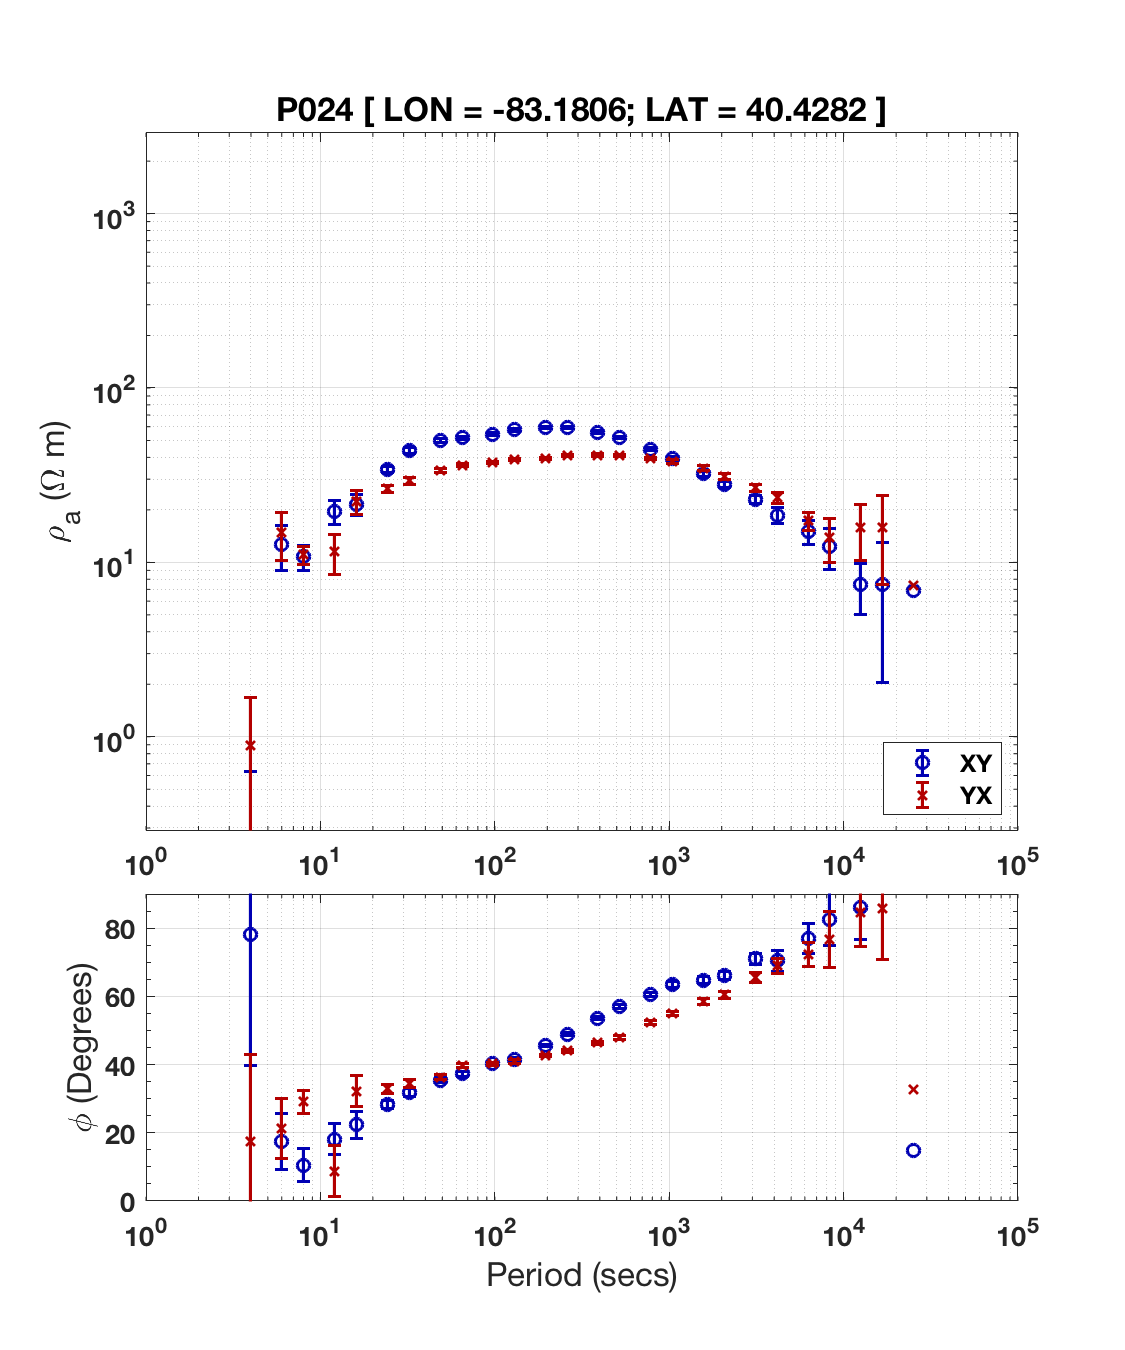 P024 [ LON = -83.1806; LAT = 40.4282 ]
10³
10²
10¹
10⁰
ρₐ (Ω m)
XY
YX
10⁰ 10¹ 10² 10³ 10⁴ 10⁵
80
60
40
20
0
ϕ (Degrees)
10⁰ 10¹ 10² 10³ 10⁴ 10⁵
Period (secs)